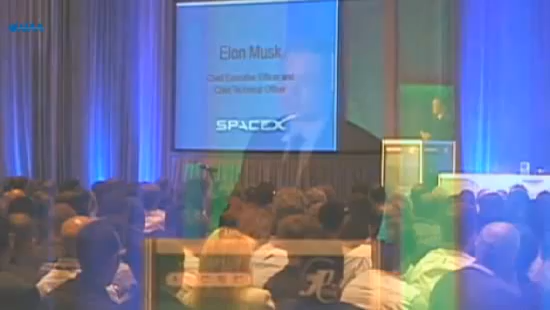 Elon Musk
Chief Executive Officer and
Chief Technical Officer
SPACEX